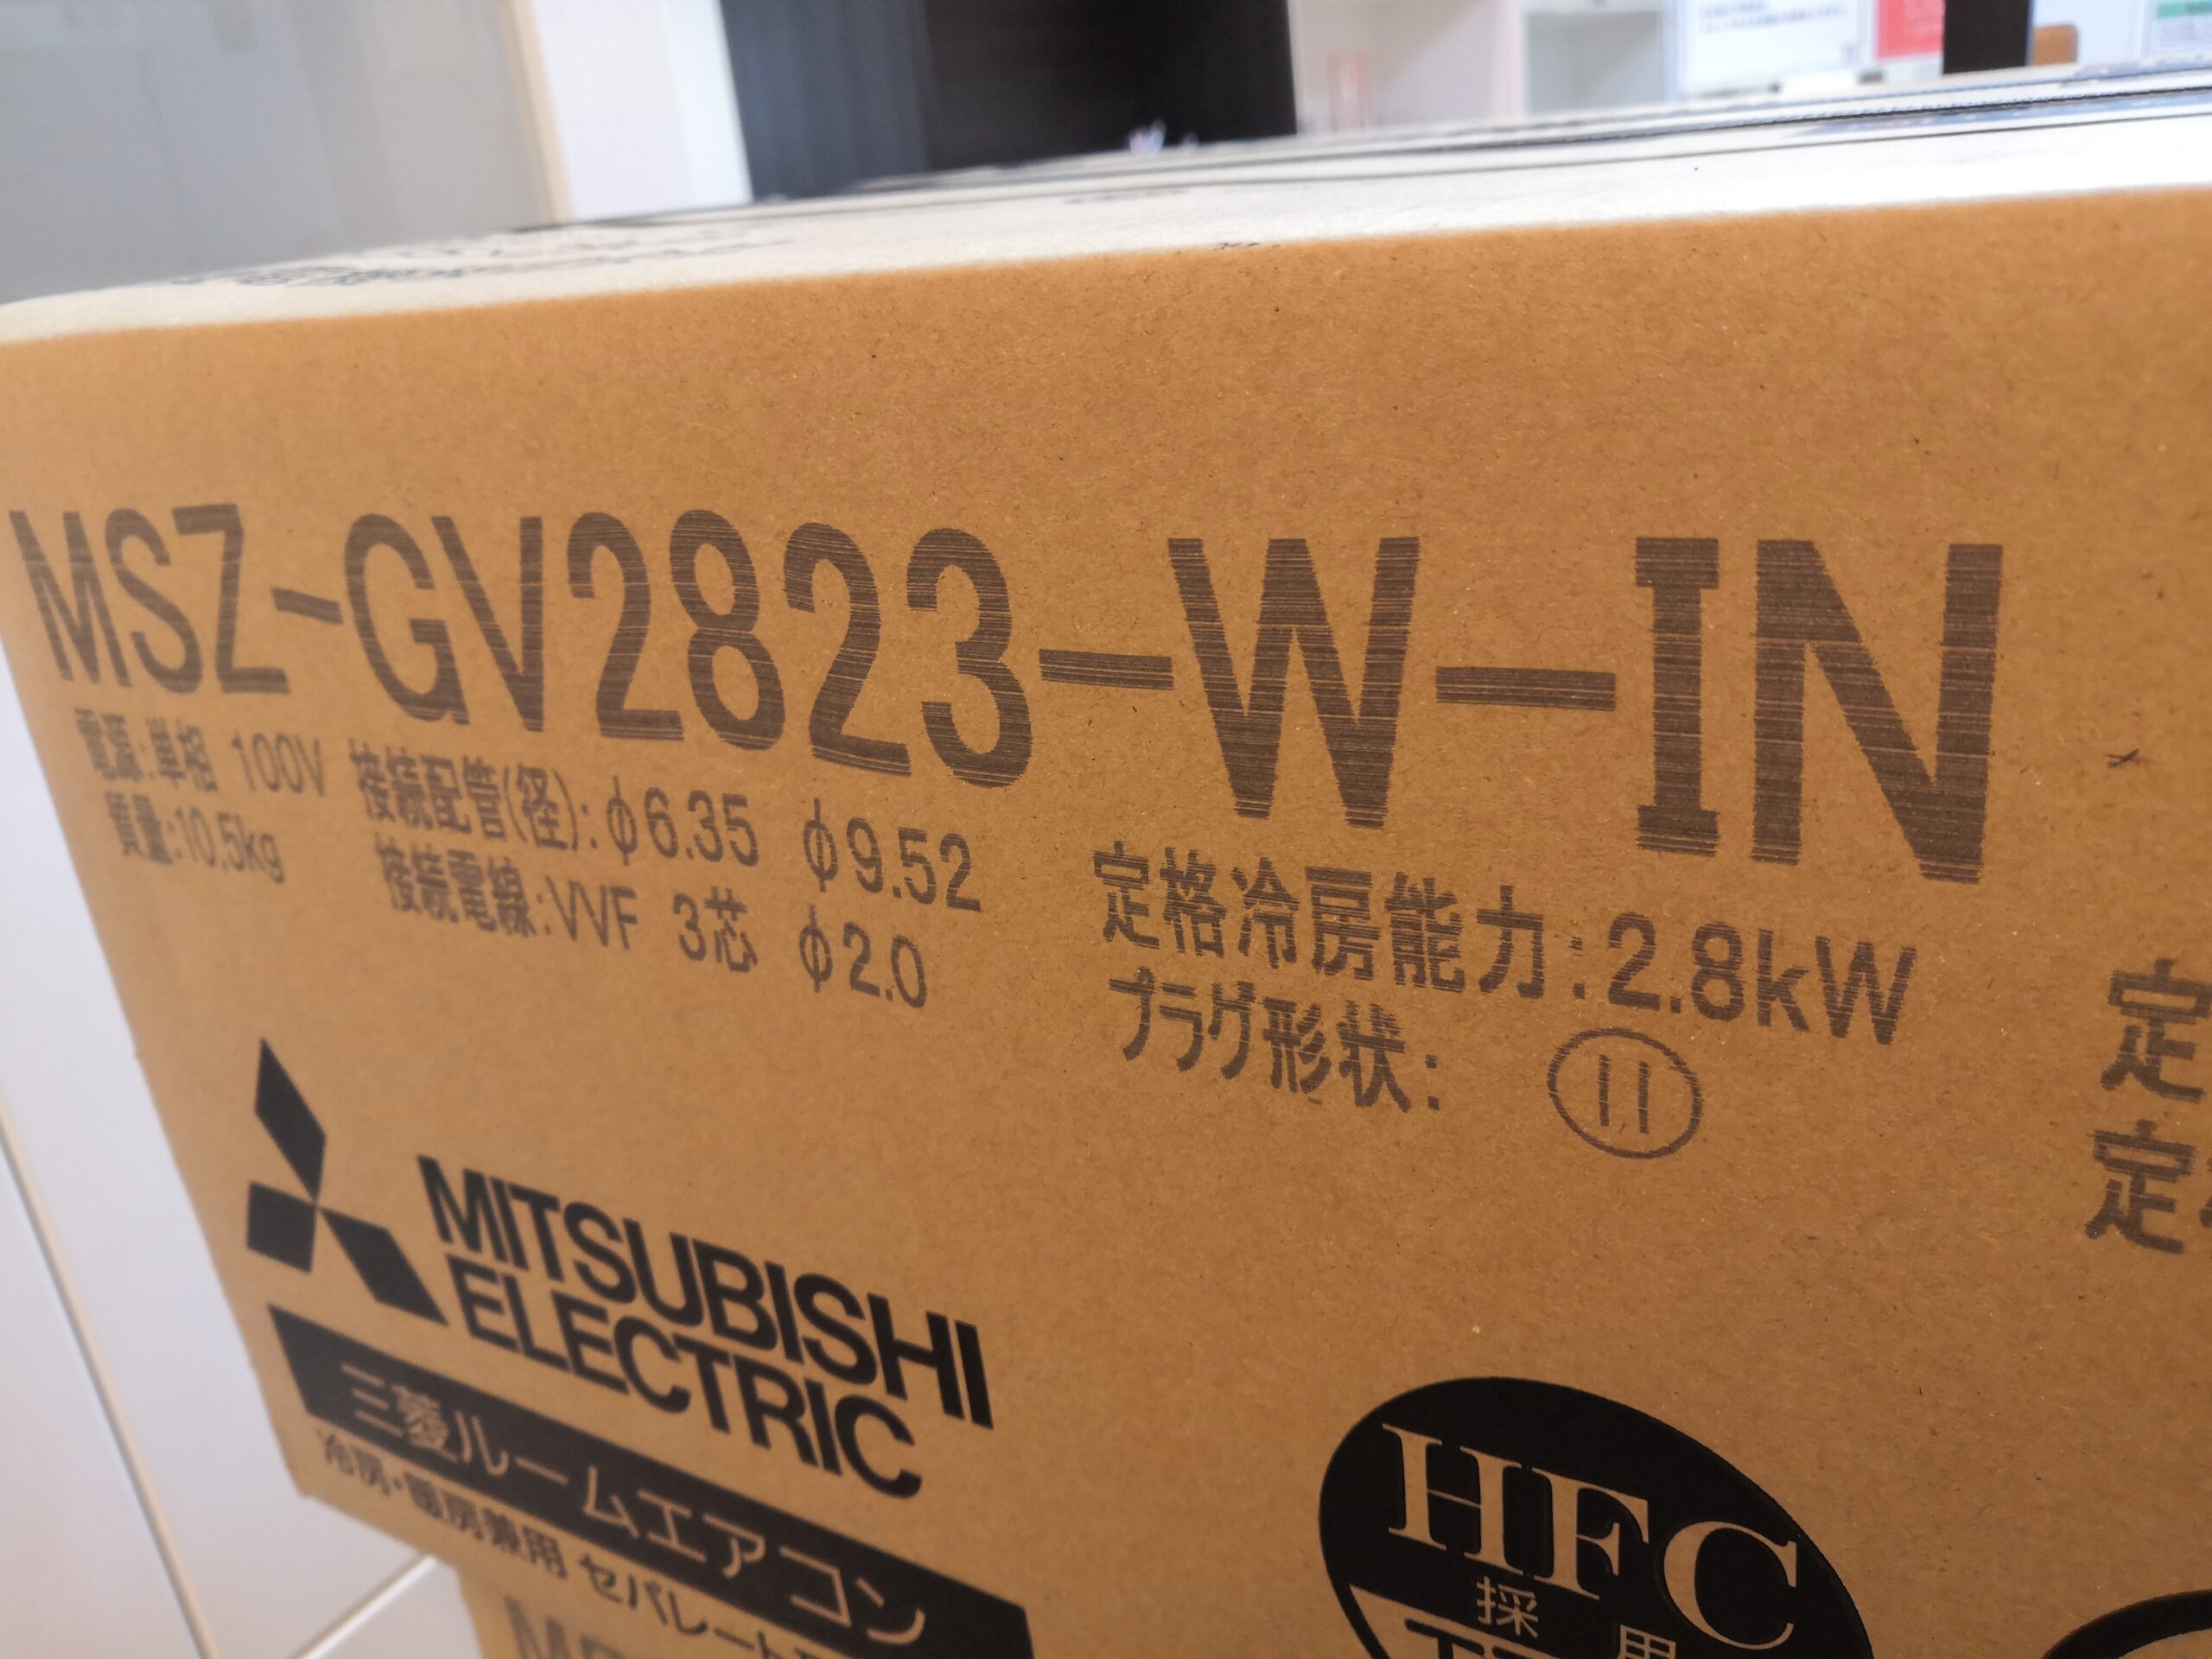 MSZ-GV2823-W-IN
電源:単相 100V 接続配管(径):φ6.35 φ9.52
質量:10.5kg 接続電線:VVF 3芯 φ2.0
定格冷房能力:2.8kW
プラグ形状:
定
定
MITSUBISHI
ELECTRIC
三菱ルームエアコン
冷房・暖房兼用 セパレート
HFC
採用